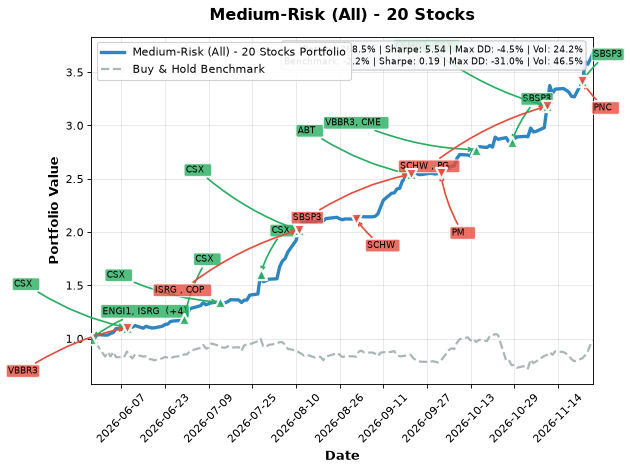 Medium-Risk (All) - 20 Stocks
Medium-Risk (All) - 20 Stocks Portfolio
Buy & Hold Benchmark
8.5% | Sharpe: 5.54 | Max DD: -4.5% | Vol: 24.2%
Benchmark: 2.2% | Sharpe: 0.19 | Max DD: -31.0% | Vol: 46.5%
SBSP3
PNC
SBSP3
VBBR3, CME
ABT
SCHW , PG
CSX
SBSP3
CSX
SCHW
PM
CSX
CSX
CSX
ISRG , COP
ENGI1, ISRG (+4)
VBBR3
Portfolio Value
3.5
3.0
2.5
2.0
1.5
1.0
2026-06-07
2026-06-23
2026-07-09
2026-07-25
2026-08-10
2026-08-26
2026-09-11
2026-09-27
2026-10-13
2026-10-29
2026-11-14
Date